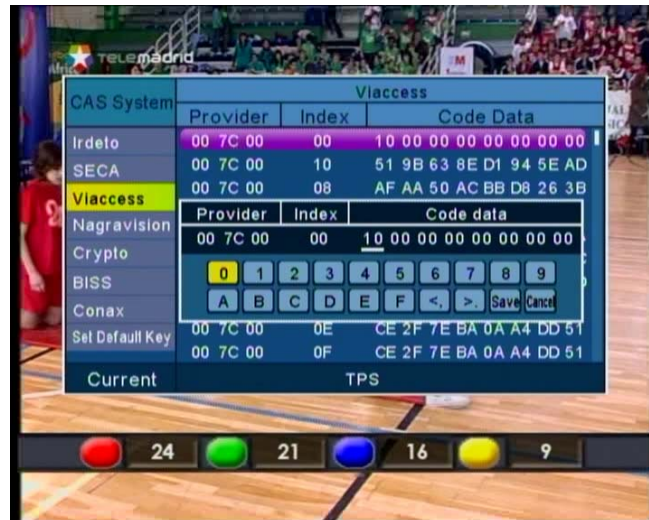 TELEmadrid
CAS System
Viaccess
Provider Index Code Data
Irdeto
SECA
Viaccess
Nagravision
Crypto
BISS
Conax
Set Default Key
00 7C 00 00 10 00 00 00 00 00 00 00
00 7C 00 10 51 9B 63 8E D1 94 5E AD
00 7C 00 08 AF AA 50 AC BB D8 26 3B
Provider Index Code data
00 7C 00 00 10 00 00 00 00 00 00 00
0 1 2 3 4 5 6 7 8 9
A B C D E F <. >. Save Cancel
00 7C 00 0E CE 2F 7E BA 0A A4 DD 51
00 7C 00 0F CE 2F 7E BA 0A A4 DD 51
Current TPS
24 21 16 9